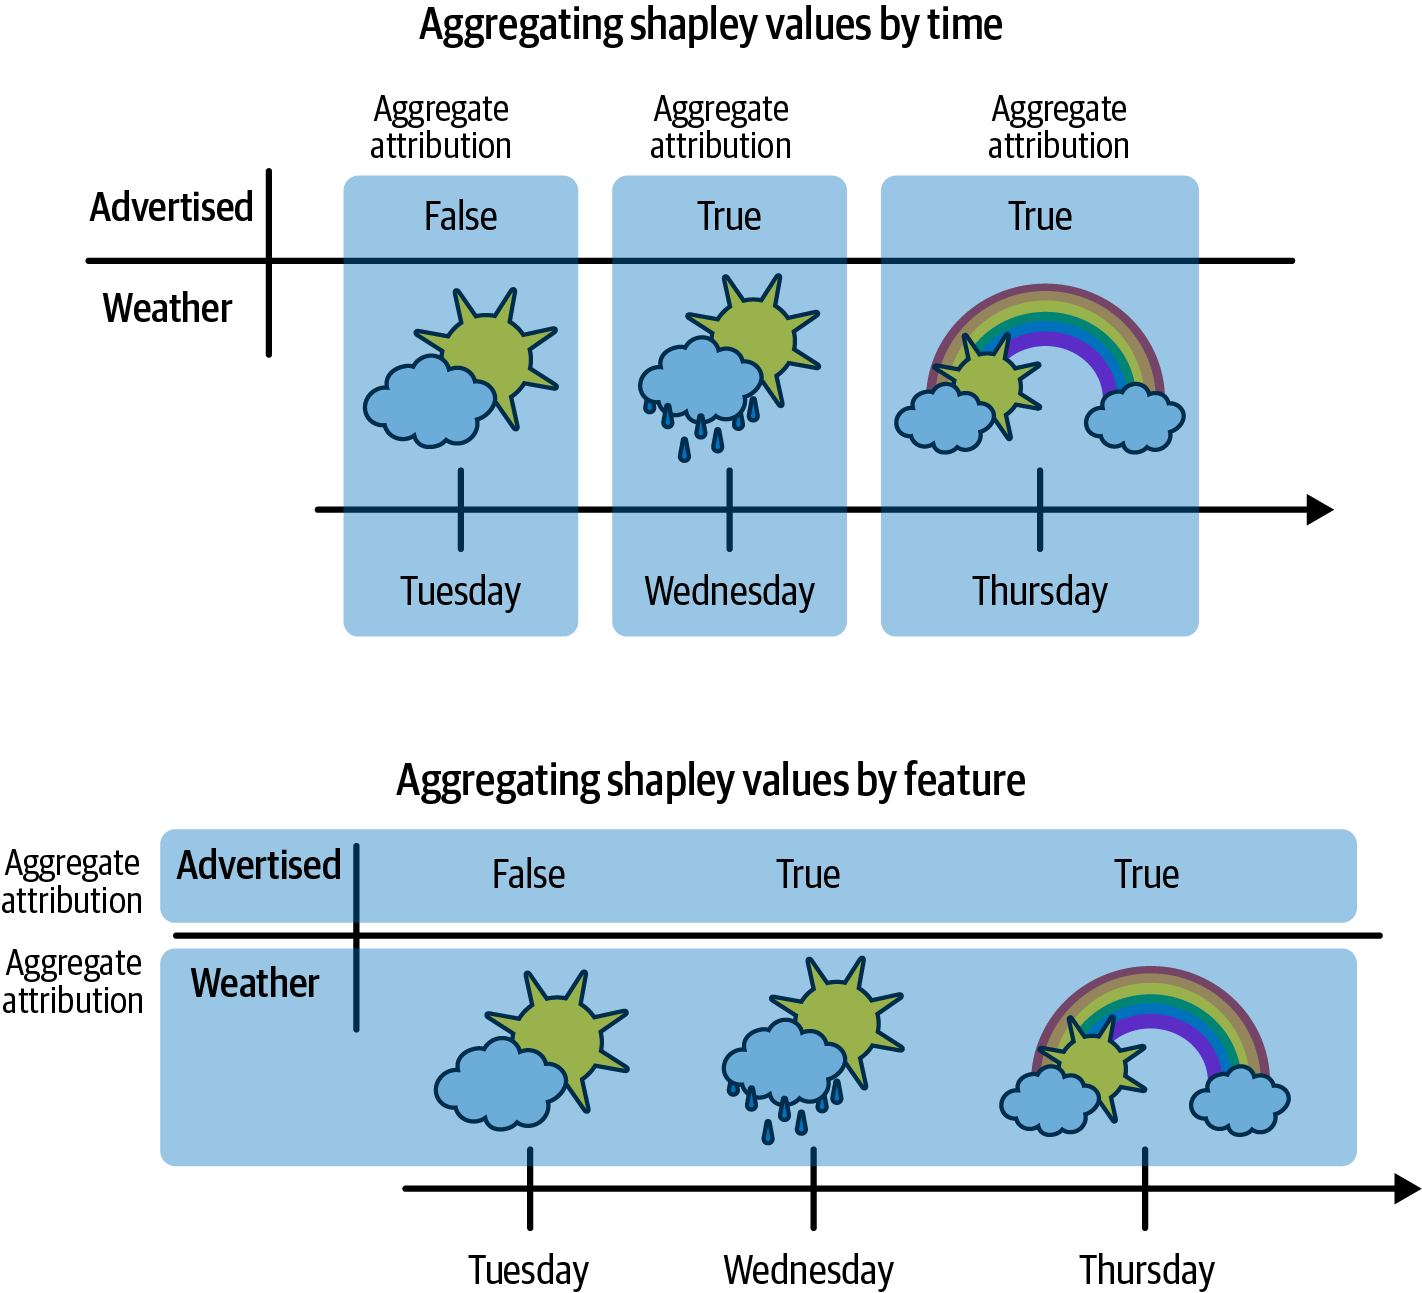 Aggregating shapley values by time
Aggregate Aggregate Aggregate
attribution attribution attribution
Advertised False True True
Weather
Tuesday Wednesday Thursday
Aggregating shapley values by feature
Aggregate
attribution
Advertised False True True
Aggregate
attribution
Weather
Tuesday Wednesday Thursday